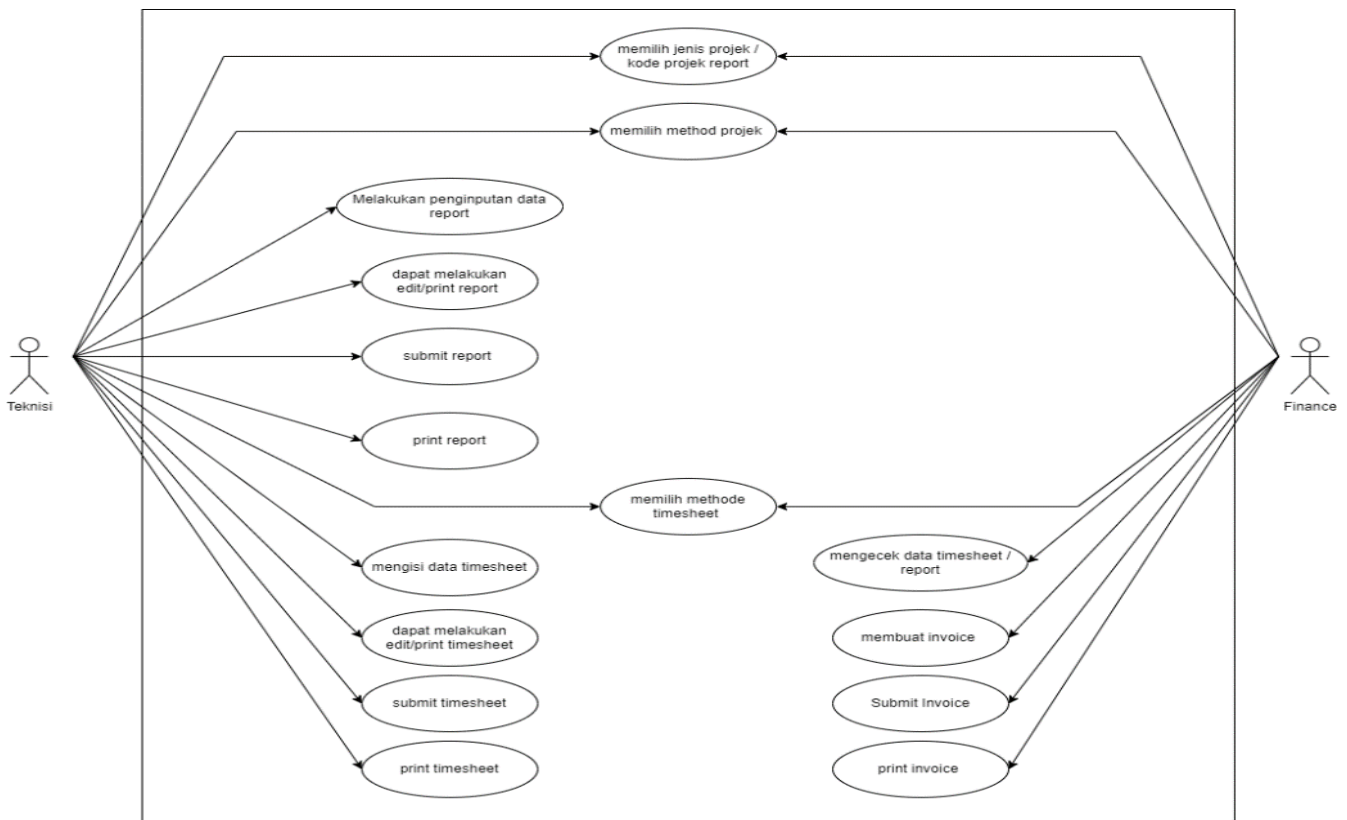 memilih jenis projek /
kode projek report
memilih method projek
Melakukan penginputan data
report
dapat melakukan
edit/print report
submit report
Teknisi
Finance
print report
memilih methode
timesheet
mengisi data timesheet
mengecek data timesheet /
report
dapat melakukan
edit/print timesheet
membuat invoice
submit timesheet
Submit Invoice
print timesheet
print invoice